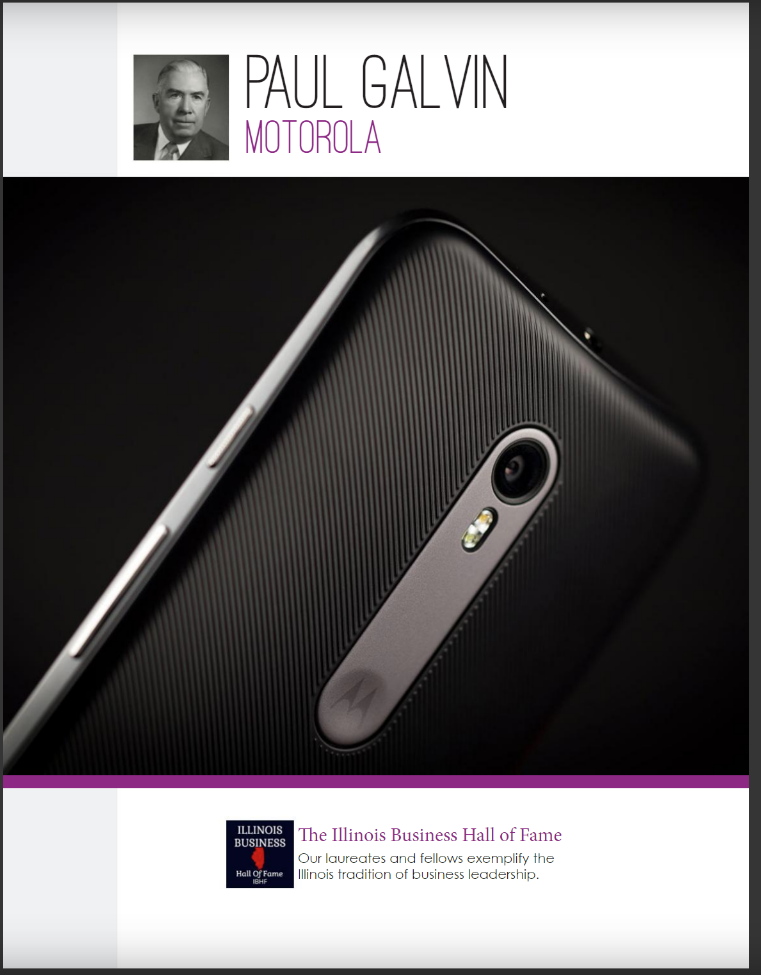 PAUL GALVIN
MOTOROLA
ILLINOIS
BUSINESS
Hall Of Fame
IBHF
The Illinois Business Hall of Fame
Our laureates and fellows exemplify the
Illinois tradition of business leadership.